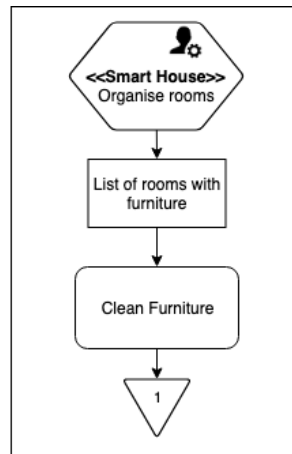 <<Smart House>>
Organise rooms
List of rooms with
furniture
Clean Furniture
1